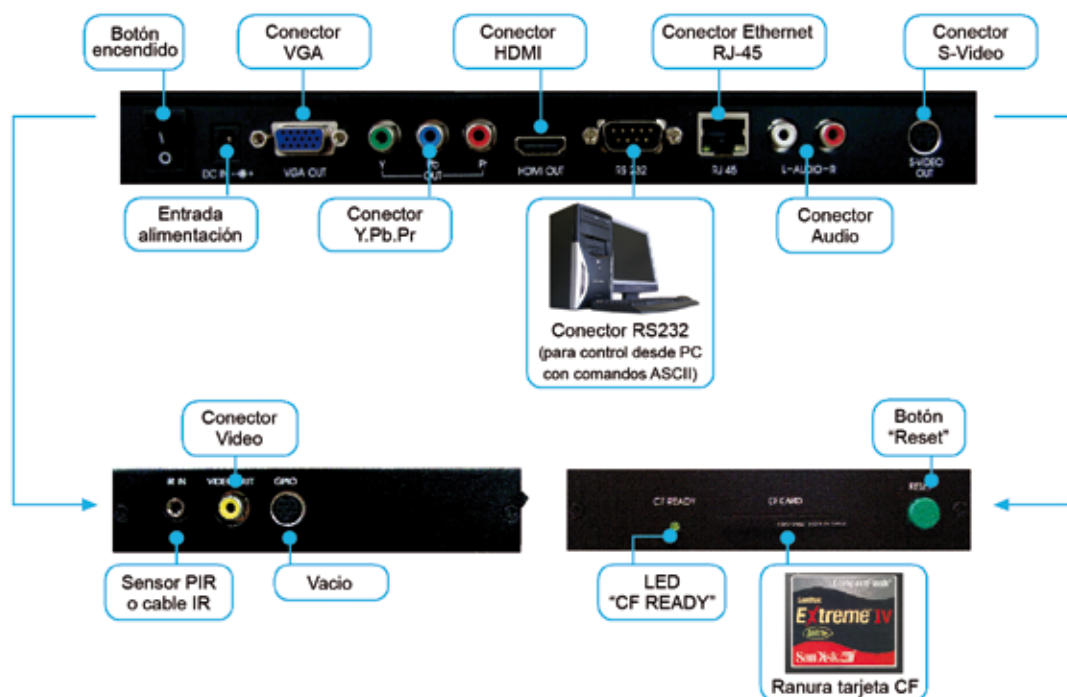 Botón
encendido
Conector
VGA
Conector
HDMI
Conector Ethernet
RJ-45
Conector
S-Video
DC IN
VGA OUT
Y
Pb
Pr
OUT
HDMI OUT
RS 232
RJ 45
L-AUDIO-R
S-VIDEO
OUT
Entrada
alimentación
Conector
Y.Pb.Pr
Conector
Audio
Conector RS232
(para control desde PC
con comandos ASCII)
Conector
Video
Botón
"Reset"
IR IN
VIDEO OUT
GPIO
CF READY
CF CARD
RESET
Sensor PIR
o cable IR
Vacio
LED
"CF READY"
CompactFlash
Extreme IV
SanDisk
Ranura tarjeta CF